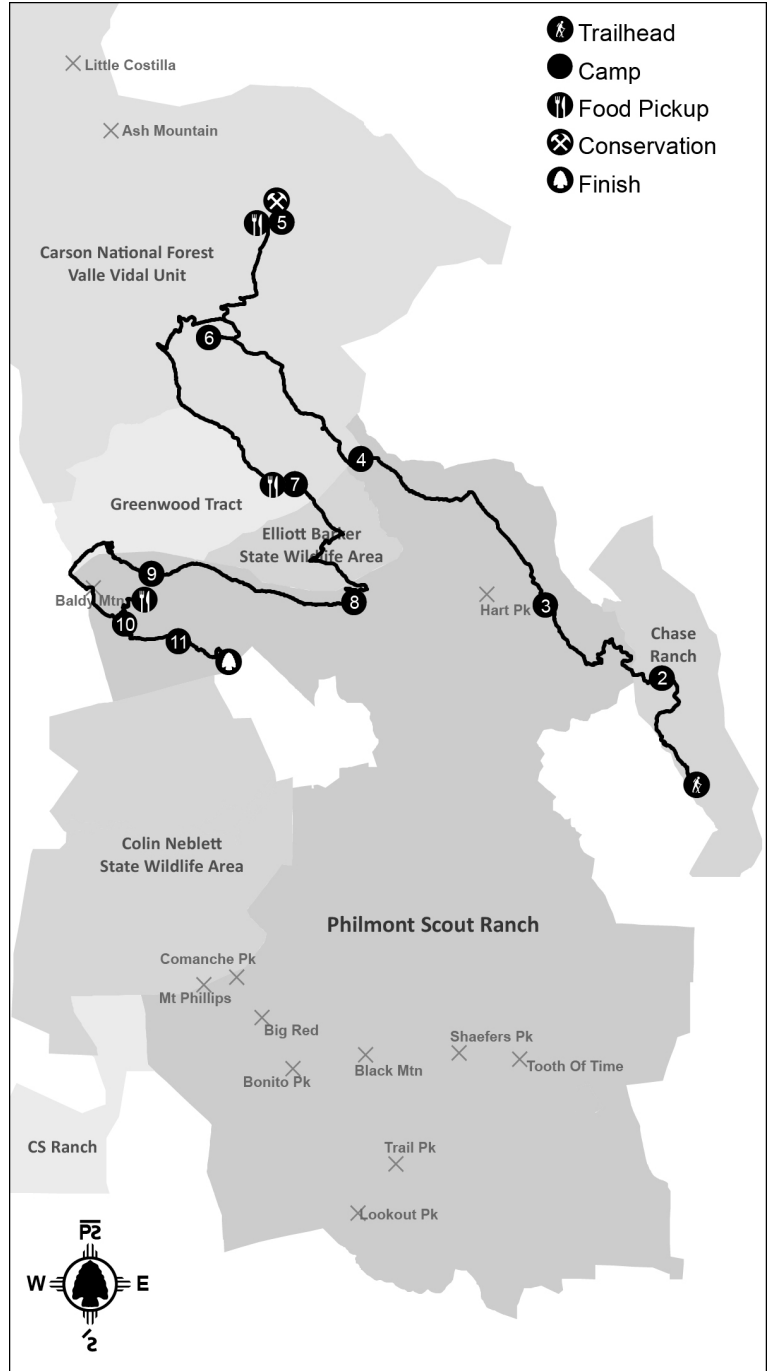 Trailhead
Camp
Food Pickup
Conservation
Finish
Little Costilla
Ash Mountain
5
Carson National Forest
Valle Vidal Unit
6
4
7
Greenwood Tract
Elliott Barker
State Wildlife Area
9
Baldy Mtn
8
Hart Pk
3
10
11
Chase
Ranch
2
Colin Neblett
State Wildlife Area
Philmont Scout Ranch
Comanche Pk
Mt Phillips
Big Red
Bonito Pk
Black Mtn
Shaefers Pk
Tooth Of Time
CS Ranch
Trail Pk
Lookout Pk
W
E